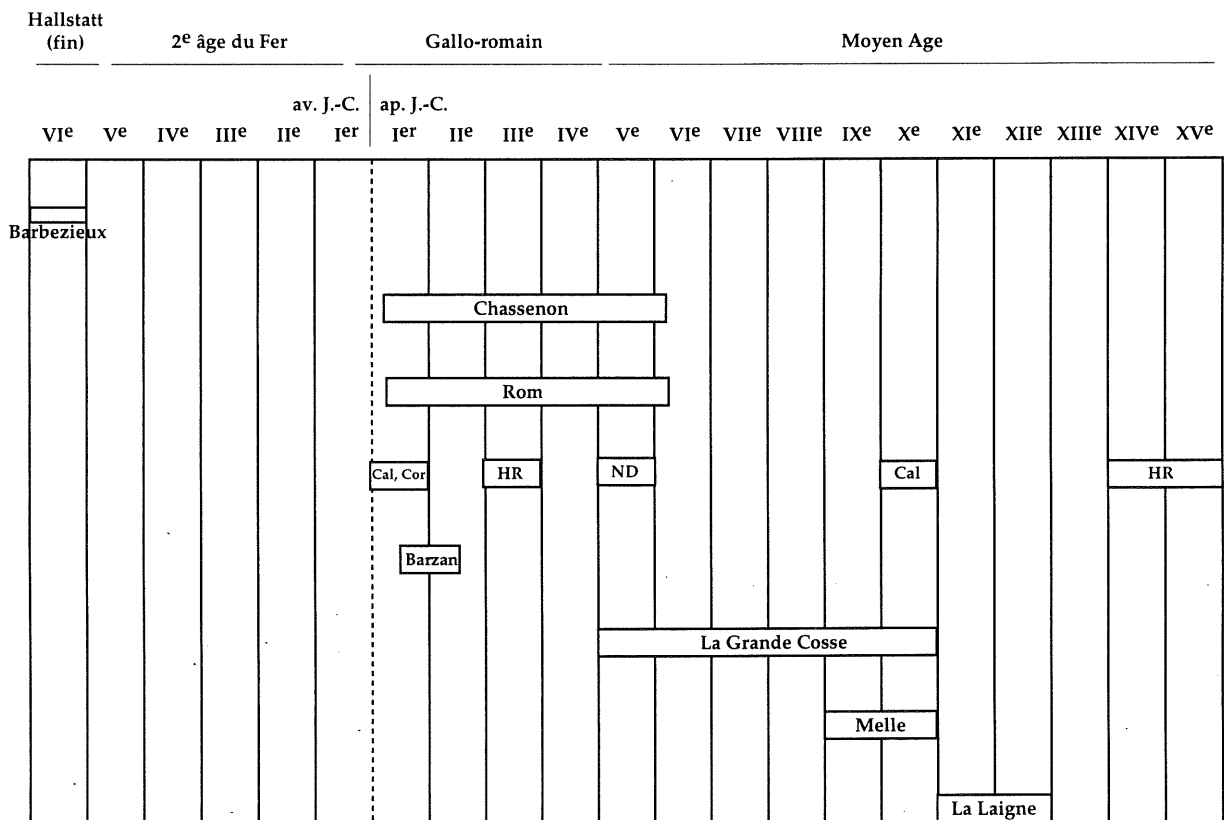 Hallstatt
(fin)
2e âge du Fer
Gallo-romain
Moyen Age
av. J.-C.
ap. J.-C.
VIe Ve IVe IIIe IIe Ier Ier IIe IIIe IVe Ve VIe VIIe VIIIe IXe Xe XIe XIIe XIIIe XIVe XVe
Barbezieux
Chassenon
Rom
Cal, Cor HR ND Cal HR
Barzan
La Grande Cosse
Melle
La Laigne